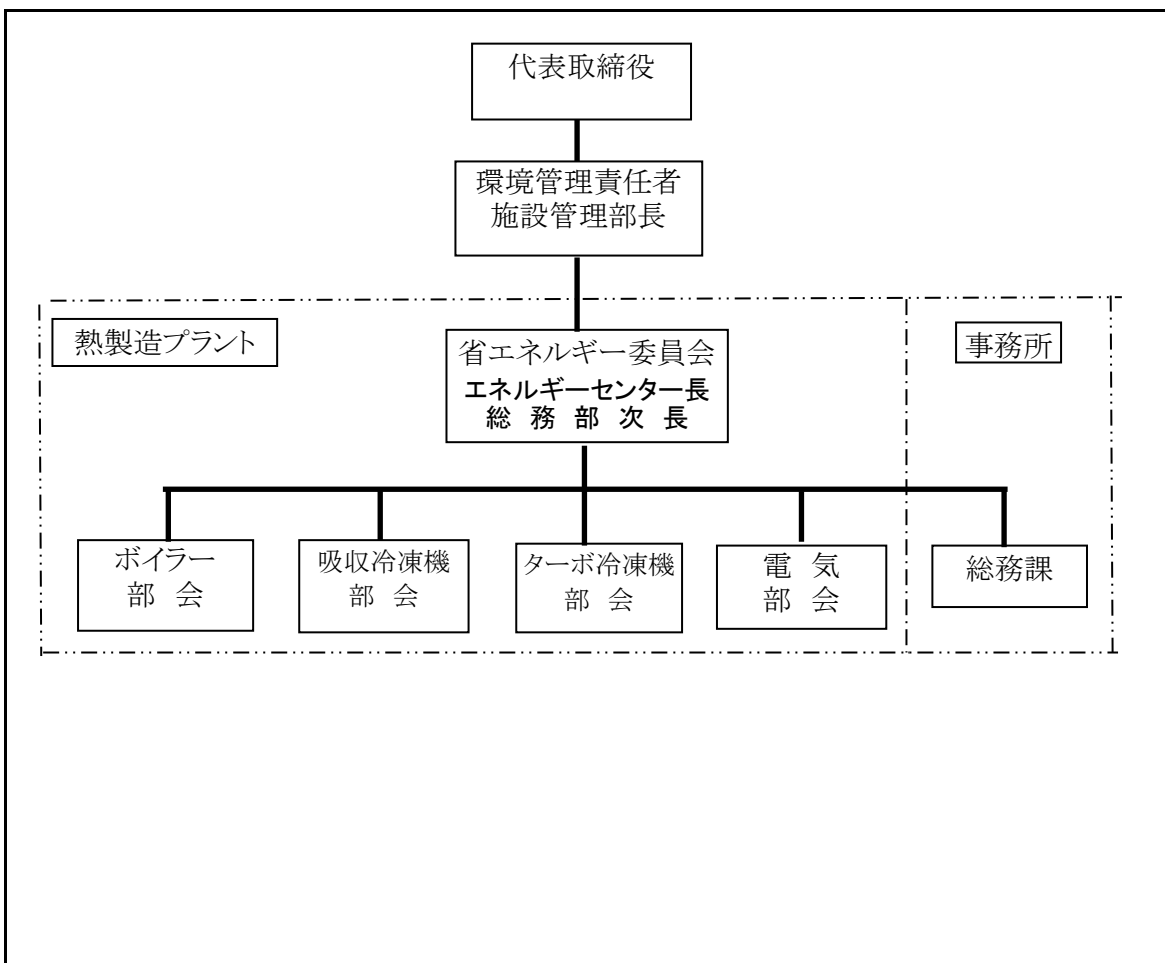 代表取締役
環境管理責任者
施設管理部長
熱製造プラント
省エネルギー委員会
エネルギーセンター長
総 務 部 次 長
事務所
ボイラー
部 会
吸収冷凍機
部 会
ターボ冷凍機
部 会
電 気
部 会
総務課